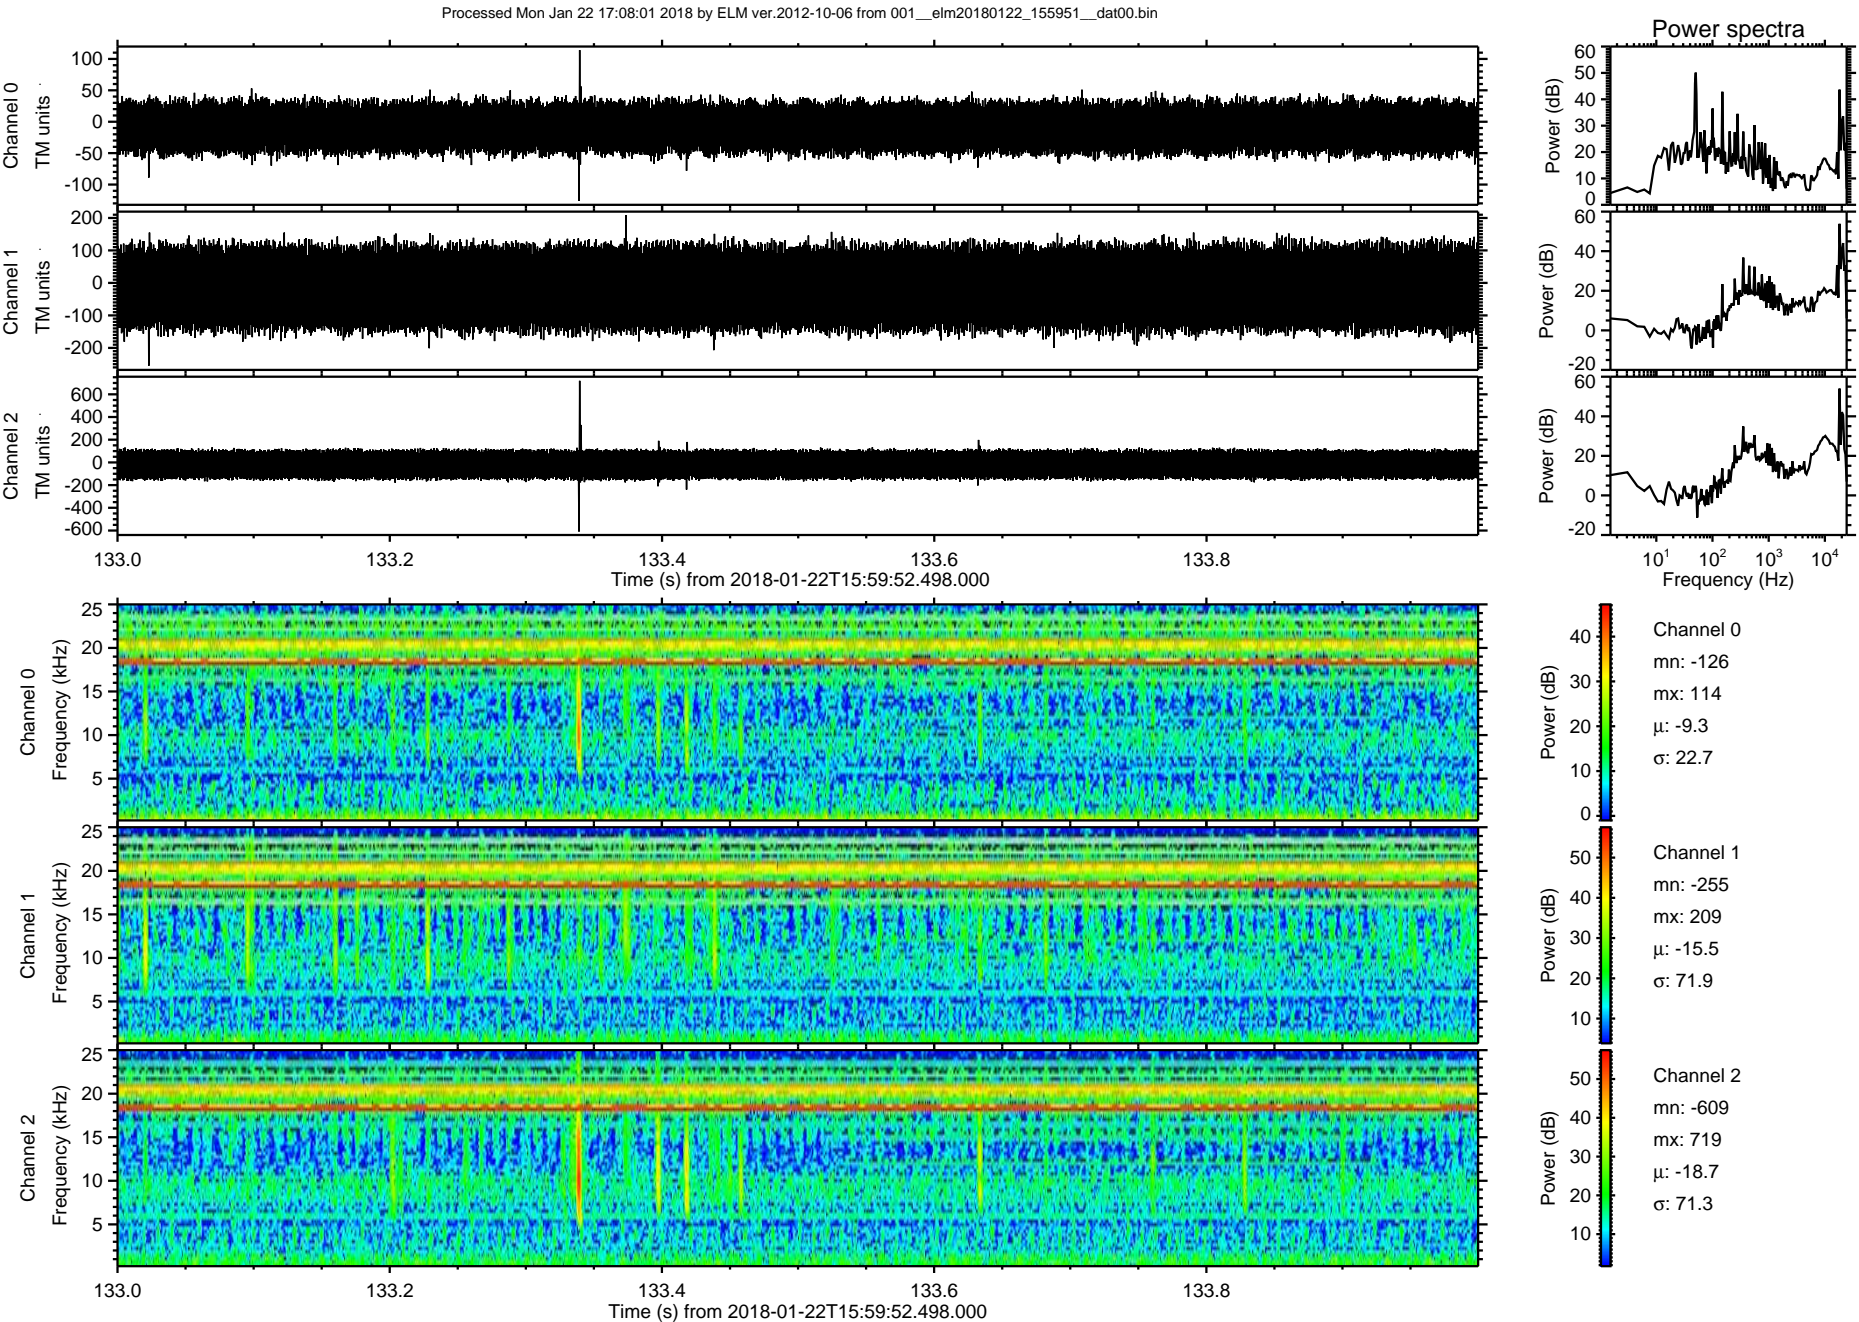 Processed Mon Jan 22 17:08:01 2018 by ELM ver.2012-10-06 from 001__elm20180122_155951__dat00.bin
Power spectra
Channel 0
TM units
100
50
0
-50
-100
Power (dB)
60
50
40
30
20
10
0
Channel 1
TM units
200
100
0
-100
-200
Power (dB)
60
40
20
0
-20
Channel 2
TM units
600
400
200
0
-200
-400
-600
Power (dB)
60
40
20
0
-20
133.0 133.2 133.4 133.6 133.8
Time (s) from 2018-01-22T15:59:52.498.000
10^1 10^2 10^3 10^4
Frequency (Hz)
Channel 0
Frequency (kHz)
25
20
15
10
5
Power (dB)
40
30
20
10
0
Channel 0
mn: -126
mx: 114
μ: -9.3
σ: 22.7
Channel 1
Frequency (kHz)
25
20
15
10
5
Power (dB)
50
40
30
20
10
Channel 1
mn: -255
mx: 209
μ: -15.5
σ: 71.9
Channel 2
Frequency (kHz)
25
20
15
10
5
Power (dB)
50
40
30
20
10
Channel 2
mn: -609
mx: 719
μ: -18.7
σ: 71.3
133.0 133.2 133.4 133.6 133.8
Time (s) from 2018-01-22T15:59:52.498.000